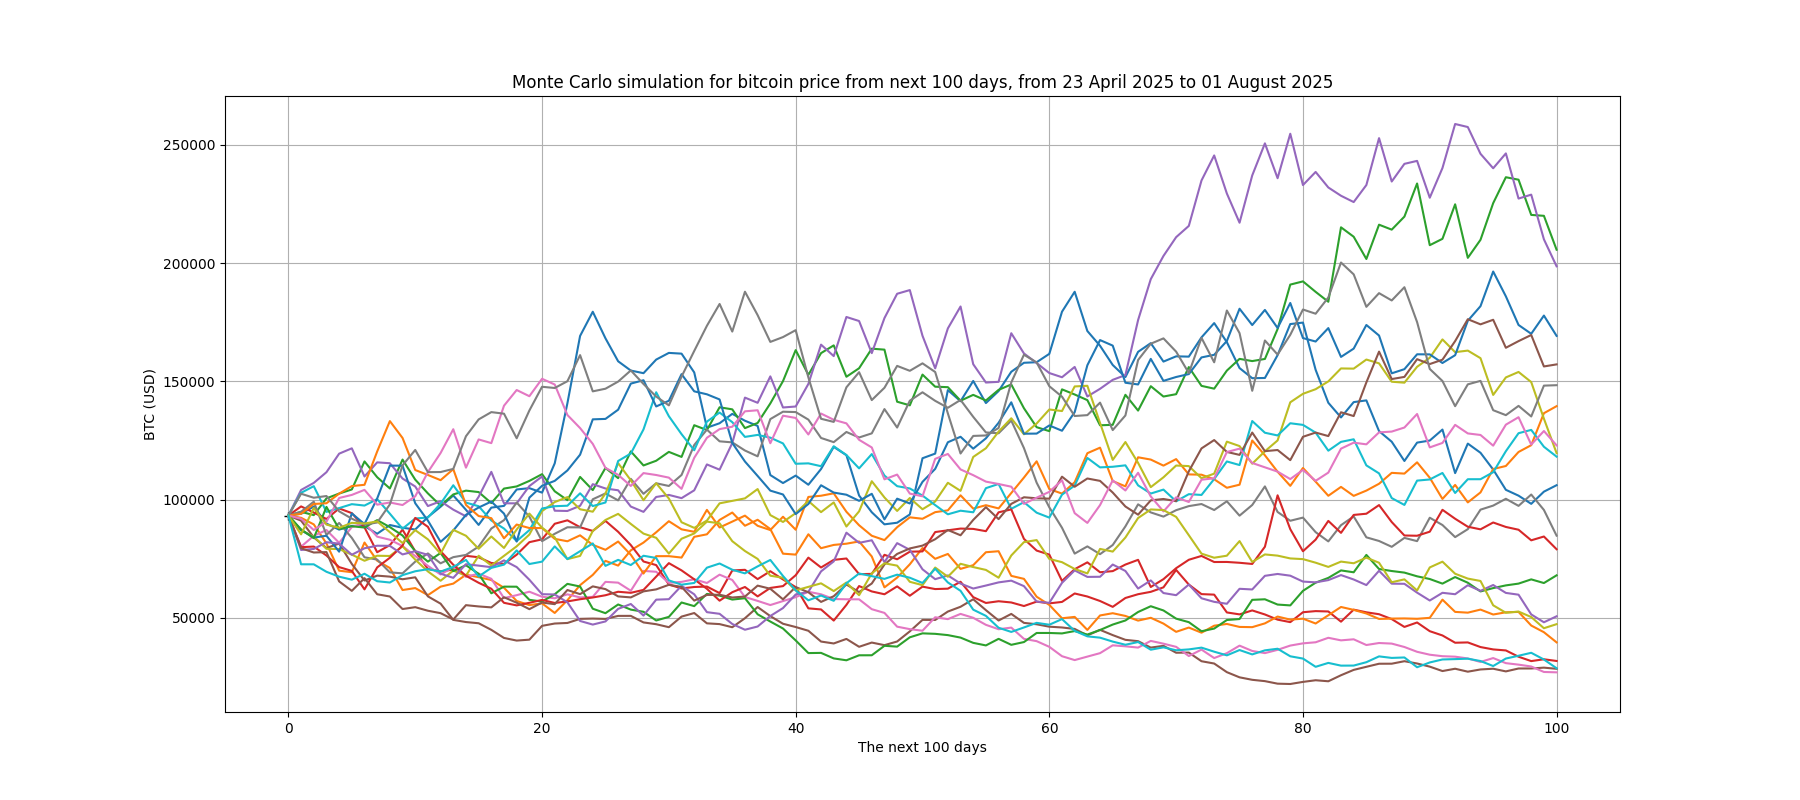 Monte Carlo simulation for bitcoin price from next 100 days, from 23 April 2025 to 01 August 2025
250000
200000
150000
100000
50000
BTC (USD)
0 20 40 60 80 100
The next 100 days